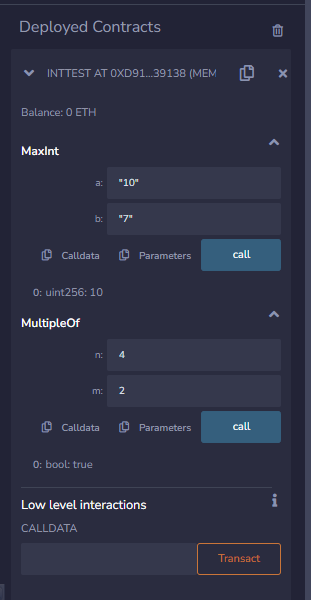 Deployed Contracts
INTTEST AT 0XD91...39138 (MEM
Balance: 0 ETH
MaxInt
a: "10"
b: "7"
Calldata Parameters call
0: uint256: 10
MultipleOf
n: 4
m: 2
Calldata Parameters call
0: bool: true
Low level interactions i
CALLDATA
Transact